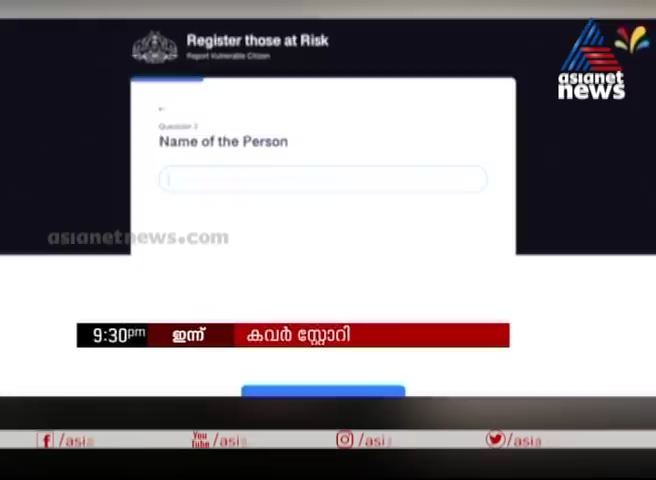 Register those at Risk
Report Vulnerable Citizen
asianet
news
Question 2
Name of the Person
asianetnews.com
9:30pm ഇന്ന് കവർ സ്റ്റോറി
f /asia
You Tube /asia
/asia
/asia